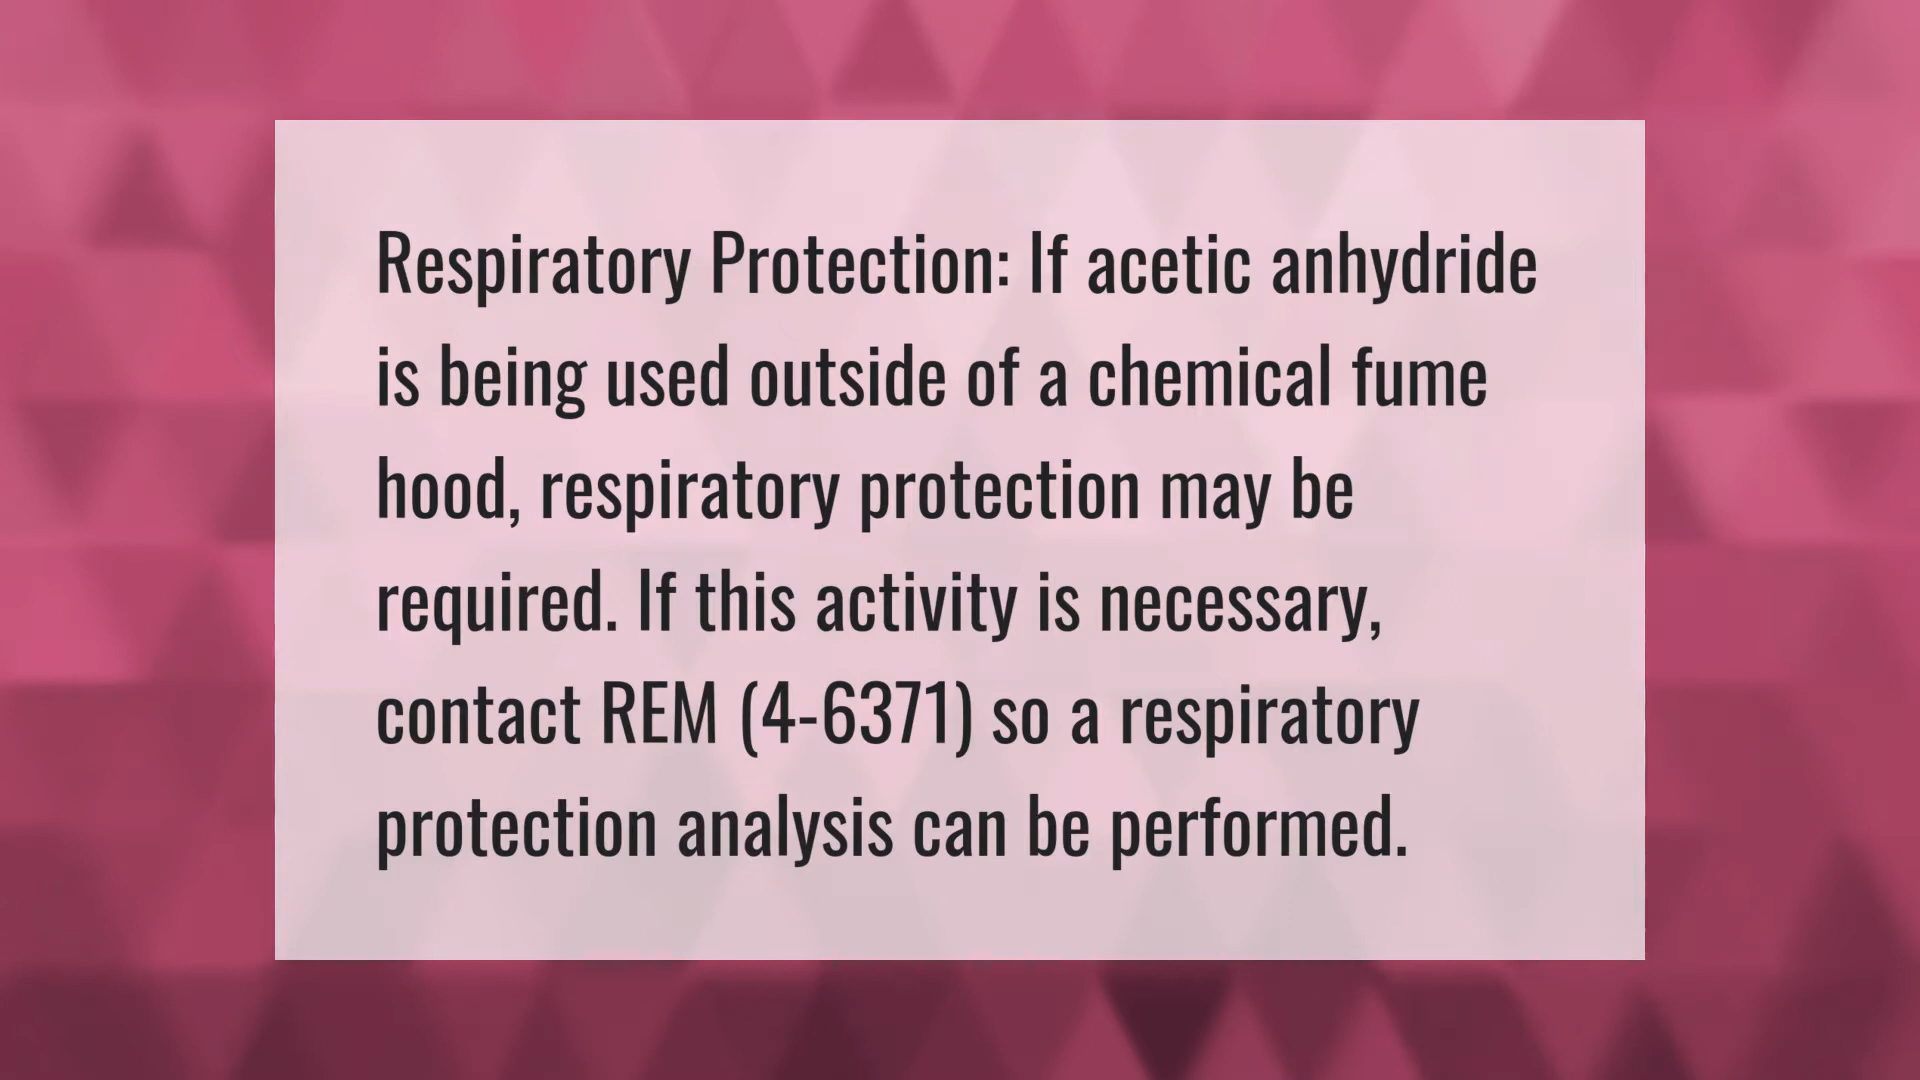 Respiratory Protection: If acetic anhydride
is being used outside of a chemical fume
hood, respiratory protection may be
required. If this activity is necessary,
contact REM (4-6371) so a respiratory
protection analysis can be performed.